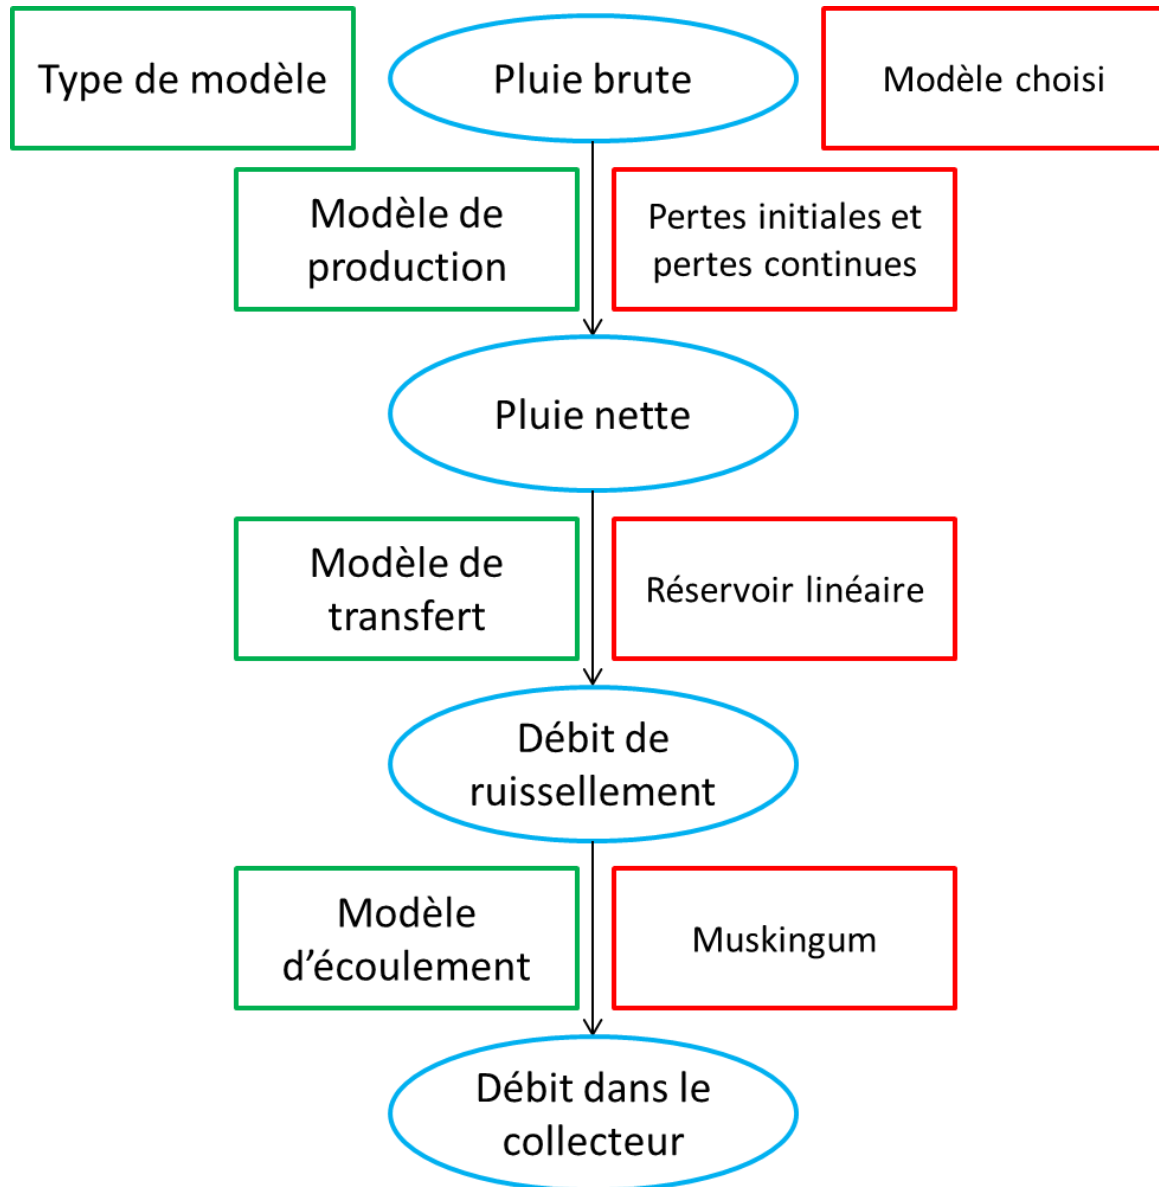 Type de modèle
Pluie brute
Modèle choisi
Modèle de
production
Pertes initiales et
pertes continues
Pluie nette
Modèle de
transfert
Réservoir linéaire
Débit de
ruissellement
Modèle
d’écoulement
Muskingum
Débit dans le
collecteur